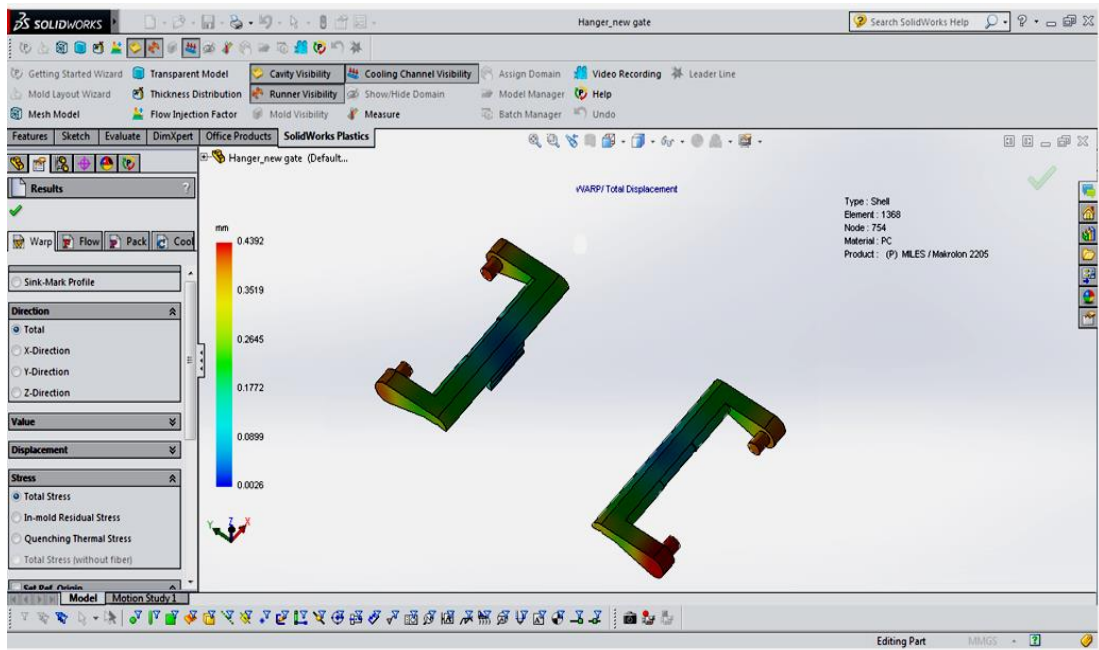 SOLIDWORKS
Hanger_new gate
Search SolidWorks Help
Getting Started Wizard
Transparent Model
Cavity Visibility
Cooling Channel Visibility
Assign Domain
Video Recording
Leader Line
Mold Layout Wizard
Thickness Distribution
Runner Visibility
Show/Hide Domain
Model Manager
Help
Mesh Model
Flow Injection Factor
Mold Visibility
Measure
Batch Manager
Undo
Features Sketch Evaluate DimXpert Office Products SolidWorks Plastics
Hanger_new gate (Default...
Results
?
Warp Flow Pack Cool
Sink-Mark Profile
Direction
Total
X-Direction
Y-Direction
Z-Direction
Value
Displacement
Stress
Total Stress
In-mold Residual Stress
Quenching Thermal Stress
Total Stress (without fiber)
Set Ref. Origin
WARP/ Total Displacement
Type : Shell
Element : 1368
Node : 754
Material : PC
Product : (P) MILES / Makrolon 2205
mm
0.4392
0.3519
0.2645
0.1772
0.0899
0.0026
Y Z X
Model Motion Study 1
Editing Part
MMGS